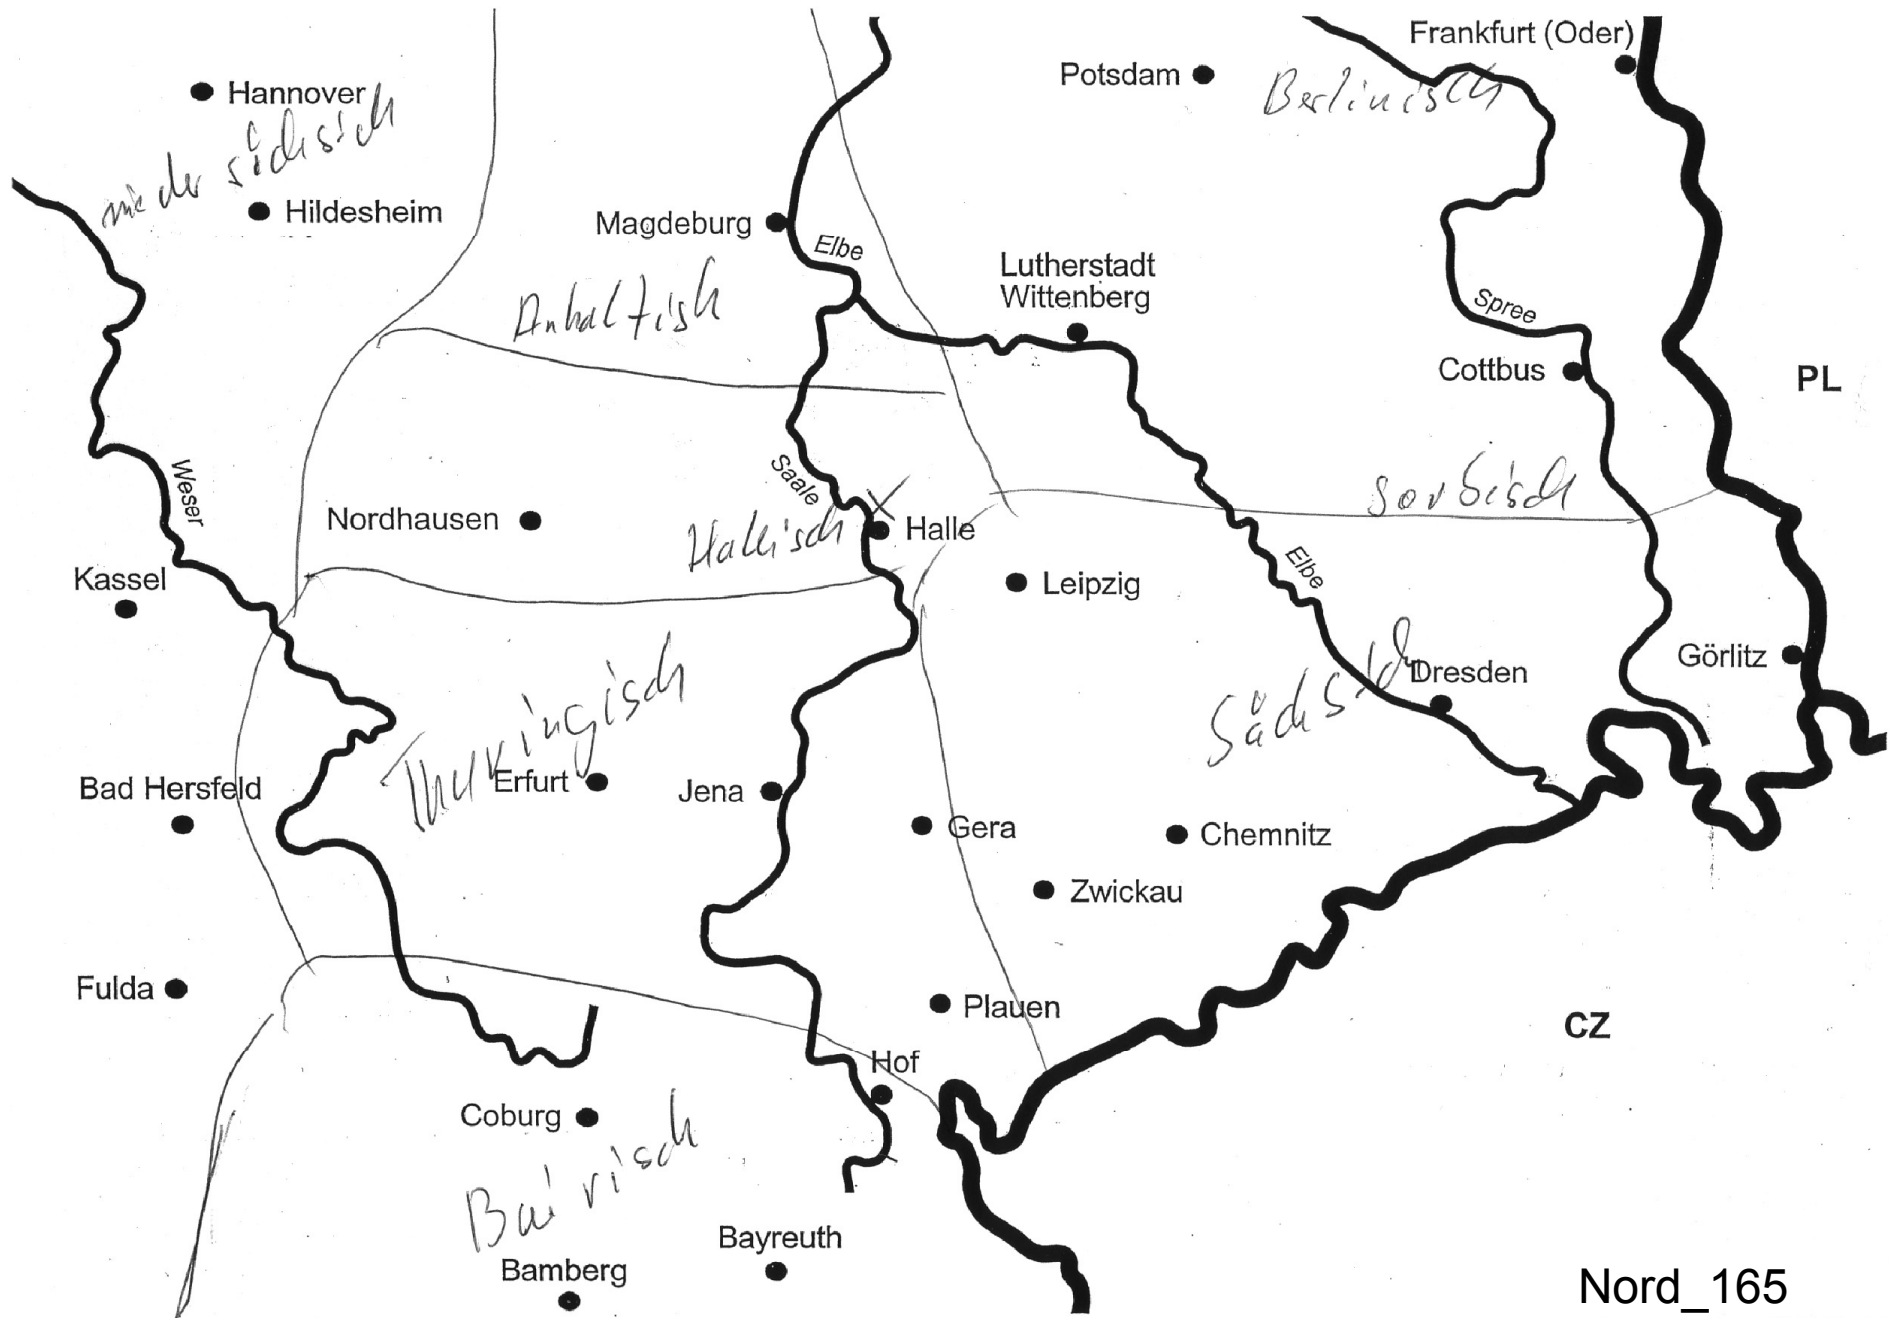 Frankfurt (Oder)
Potsdam
Berlinisch
Hannover
niedersächsisch
Hildesheim
Magdeburg
Elbe
Lutherstadt
Wittenberg
Anhaltisch
Spree
Cottbus
PL
Weser
Saale
sorbisch
Nordhausen
Hallisch
Halle
Elbe
Kassel
Leipzig
Görlitz
Dresden
Thüringisch
Sächsisch
Erfurt
Jena
Bad Hersfeld
Gera
Chemnitz
Zwickau
Fulda
Plauen
CZ
Hof
Coburg
Bairisch
Bayreuth
Bamberg
Nord_165